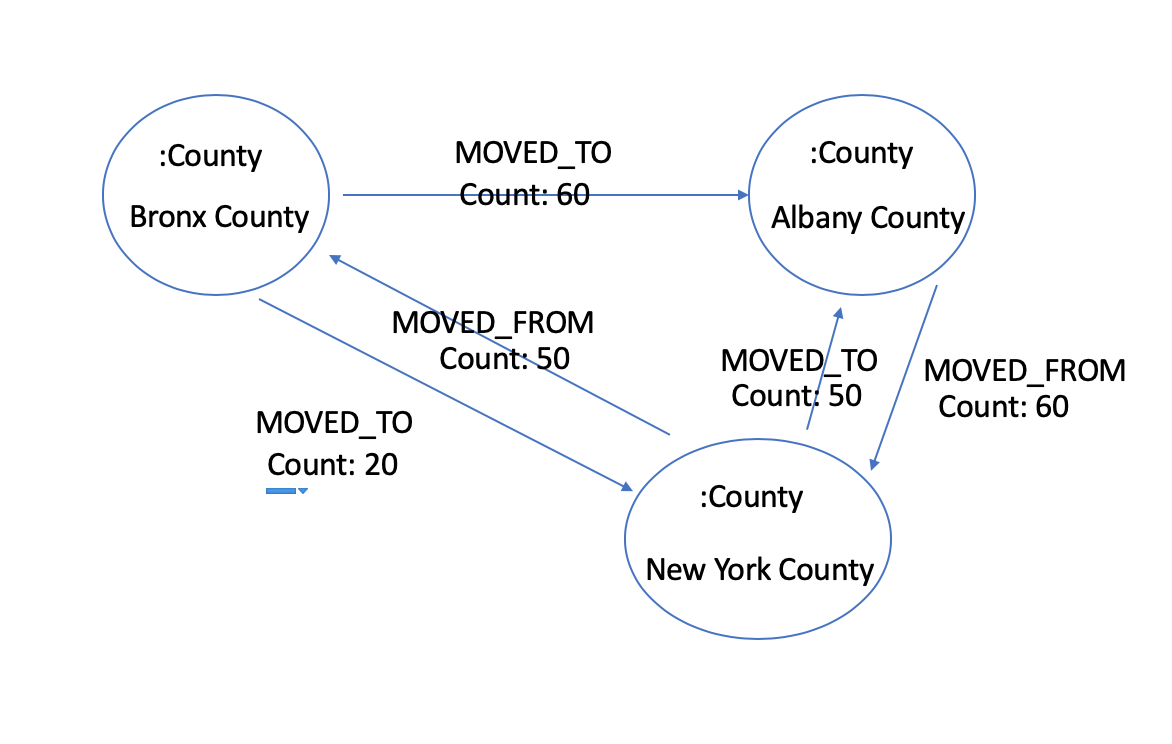 :County
Bronx County
MOVED_TO
Count: 60
:County
Albany County
MOVED_FROM
Count: 50
MOVED_TO
Count: 50
MOVED_FROM
Count: 60
MOVED_TO
Count: 20
:County
New York County